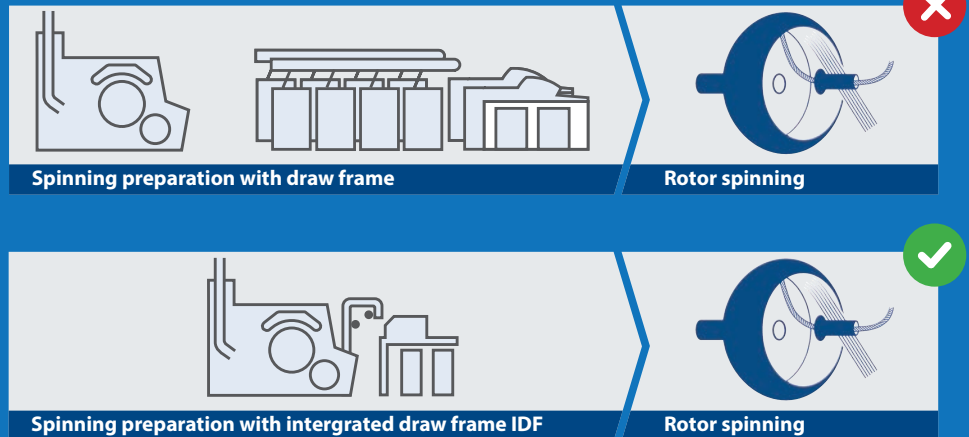 Spinning preparation with draw frame
Rotor spinning
Spinning preparation with intergrated draw frame IDF
Rotor spinning